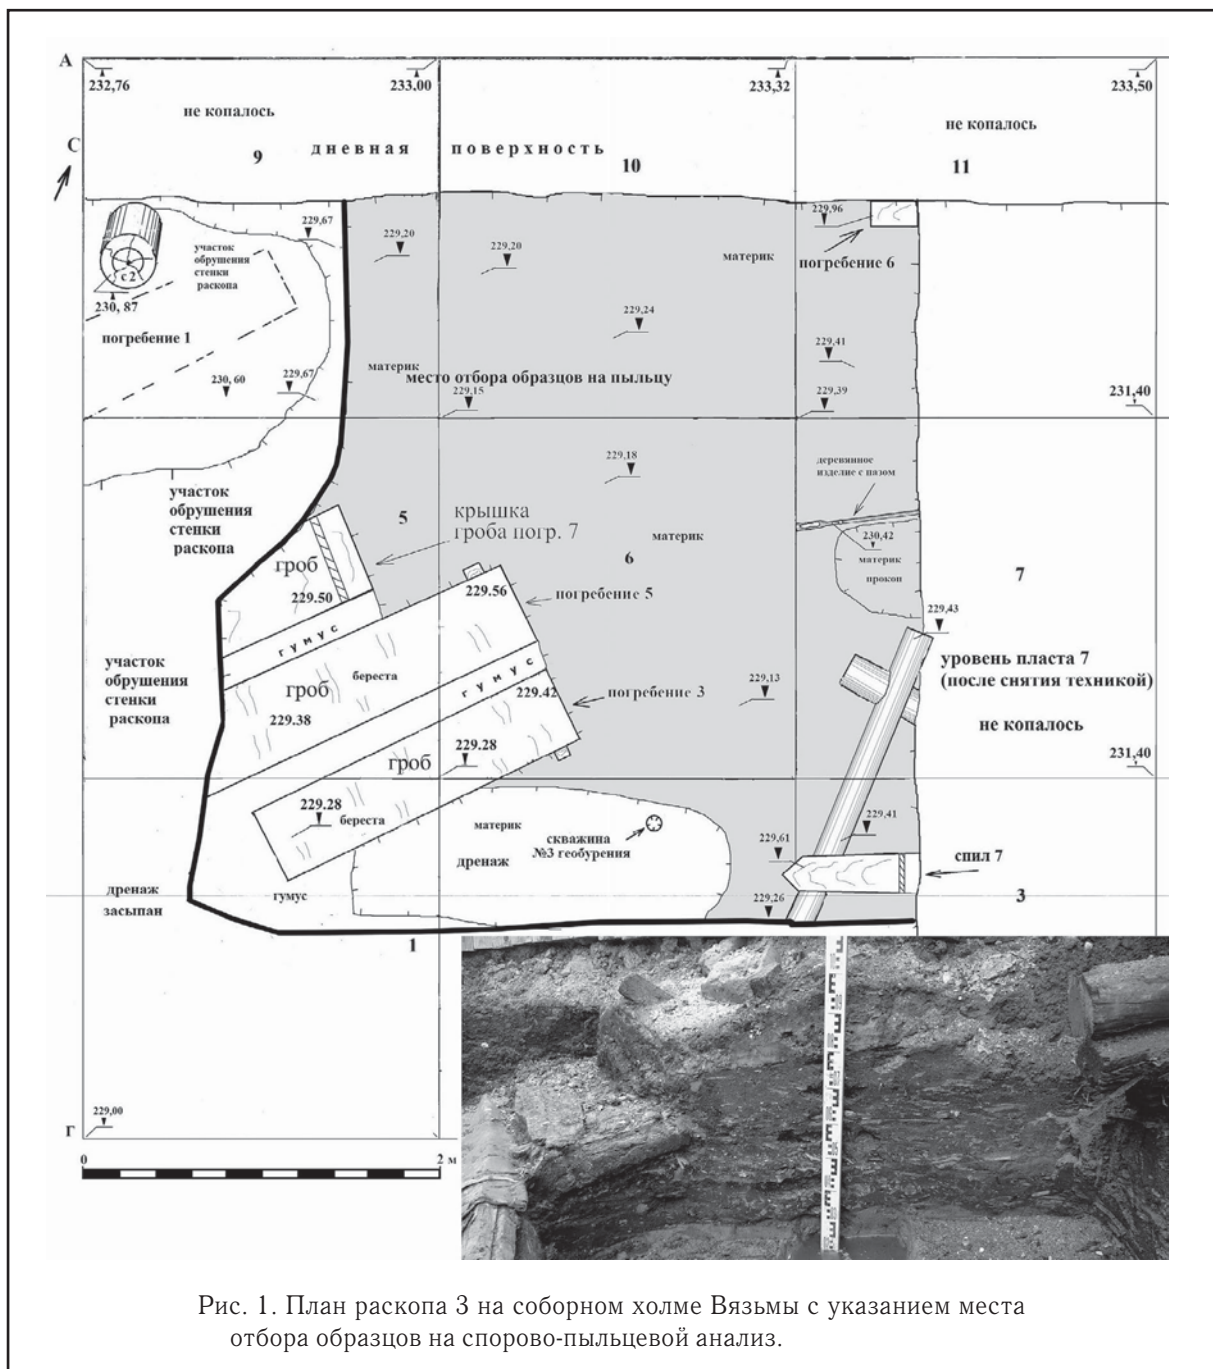 А
232,76
233,00
233,32
233,50
не копалось
не копалось
С
9
дневная поверхность
10
11
229,67
229,20
229,20
229,96
участок
обрушения
стенки
раскопа
с 2
материк
погребение 6
230, 87
229,24
погребение 1
229,41
материк
место отбора образцов на пыльцу
230, 60
229,67
229,15
229,39
231,40
229,18
деревянное
изделие с пазом
участок
обрушения
стенки
раскопа
5
крышка
гроба погр. 7
материк
6
230,42
материк
прокоп
7
гроб
229.50
229.56
погребение 5
229,43
гумус
участок
обрушения
стенки
раскопа
береста
гроб
гумус
229.42
погребение 3
уровень пласта 7
(после снятия техникой)
229.38
229,13
не копалось
229.28
гроб
231,40
229.28
береста
материк
скважина
№3 геобурения
дренаж
229,61
229,41
спил 7
дренаж
засыпан
гумус
229,26
3
1
229,00
Г
0
2 м
Рис. 1. План раскопа 3 на соборном холме Вязьмы с указанием места
отбора образцов на спорово-пыльцевой анализ.